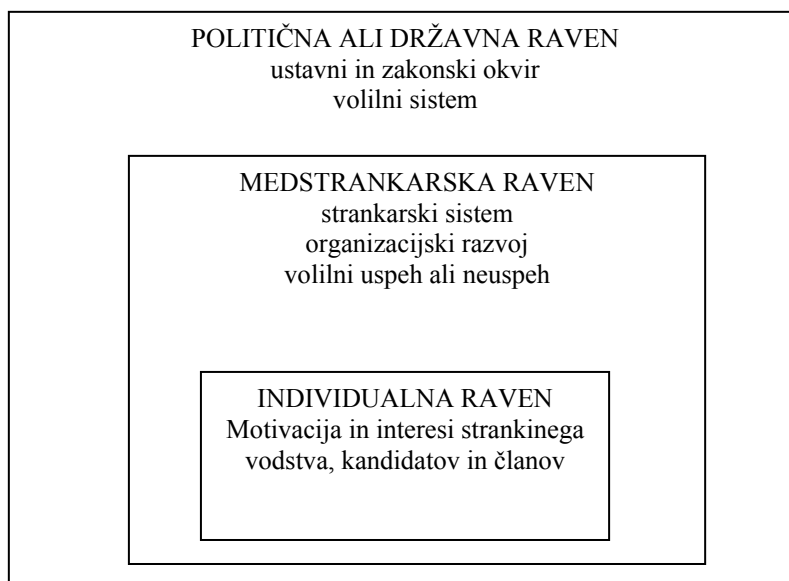 POLITIČNA ALI DRŽAVNA RAVEN
ustavni in zakonski okvir
volilni sistem
MEDSTRANKARSKA RAVEN
strankarski sistem
organizacijski razvoj
volilni uspeh ali neuspeh
INDIVIDUALNA RAVEN
Motivacija in interesi strankinega
vodstva, kandidatov in članov